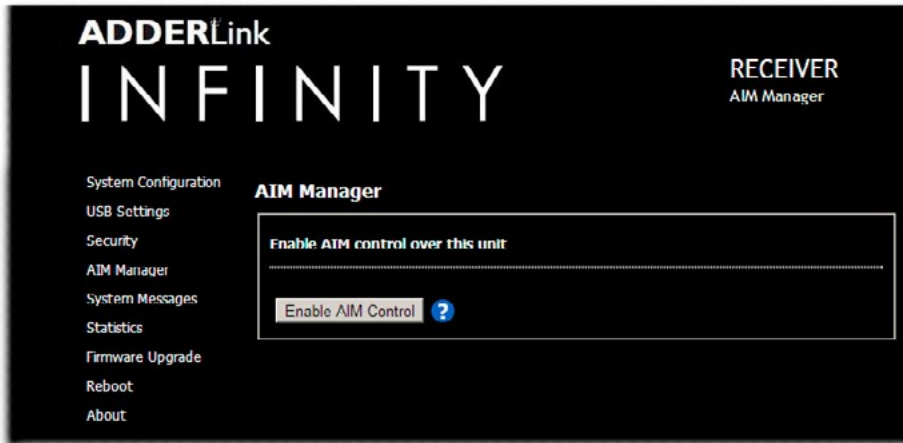 ADDERLink
INFINITY
RECEIVER
AIM Manager
System Configuration
USB Settings
Security
AIM Manager
System Messages
Statistics
Firmware Upgrade
Reboot
About
AIM Manager
Enable AIM control over this unit
Enable AIM Control ?